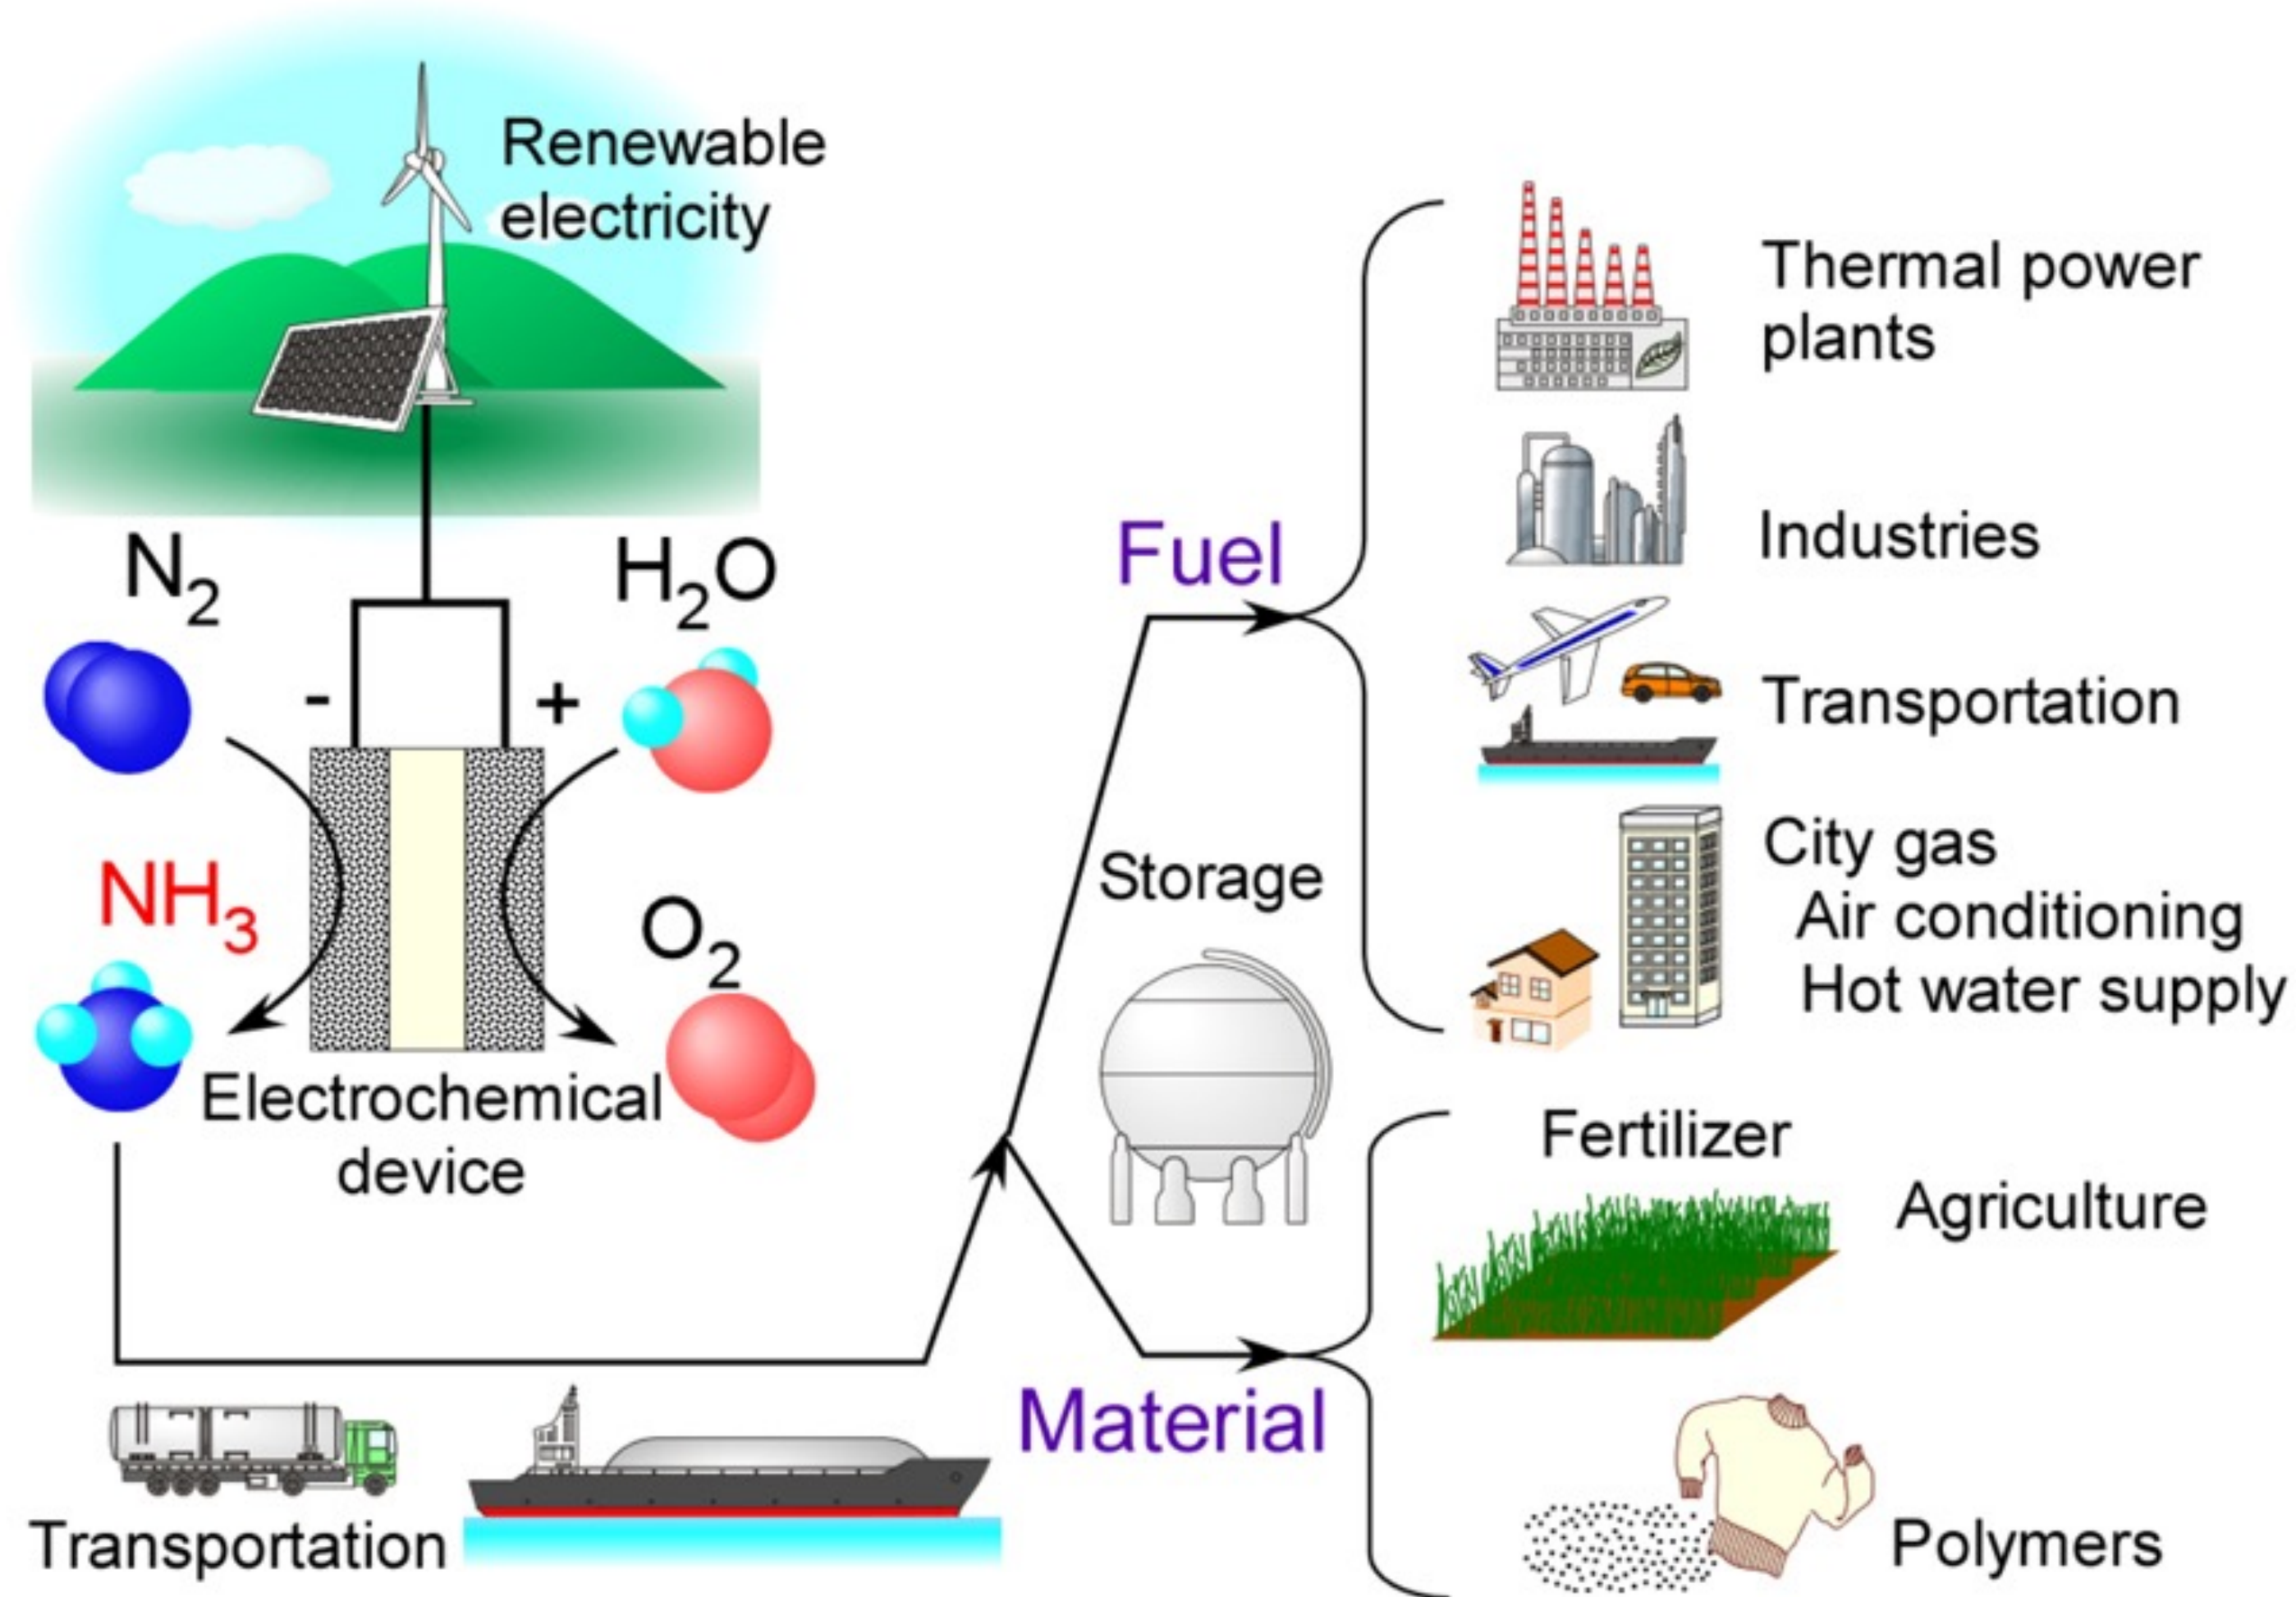 Renewable
electricity
N₂
H₂O
-
+
NH₃
O₂
Electrochemical
device
Transportation
Fuel
Storage
Material
Thermal power
plants
Industries
Transportation
City gas
Air conditioning
Hot water supply
Fertilizer
Agriculture
Polymers